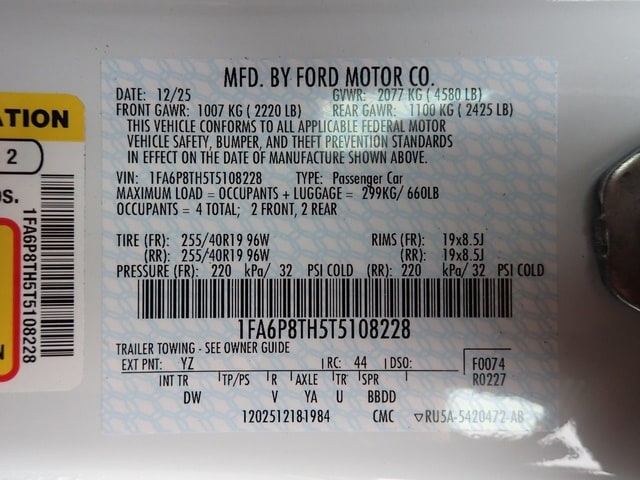 MFD. BY FORD MOTOR CO.
DATE: 12/25 GVWR: 2077 KG ( 4580 LB)
FRONT GAWR: 1007 KG ( 2220 LB) REAR GAWR: 1100 KG ( 2425 LB)
THIS VEHICLE CONFORMS TO ALL APPLICABLE FEDERAL MOTOR
VEHICLE SAFETY, BUMPER, AND THEFT PREVENTION STANDARDS
IN EFFECT ON THE DATE OF MANUFACTURE SHOWN ABOVE.
VIN: 1FA6P8TH5T5108228 TYPE: Passenger Car
MAXIMUM LOAD = OCCUPANTS + LUGGAGE = 299KG/ 660LB
OCCUPANTS = 4 TOTAL; 2 FRONT, 2 REAR
TIRE (FR): 255/40R19 96W RIMS (FR): 19x8.5J
(RR): 255/40R19 96W (RR): 19x8.5J
PRESSURE (FR): 220 kPa/ 32 PSI COLD (RR): 220 kPa/ 32 PSI COLD
1FA6P8TH5T5108228
TRAILER TOWING - SEE OWNER GUIDE
EXT PNT: YZ RC: 44 DSO: F0074
R0227
INT TR TP/PS R AXLE TR SPR
DW V YA U BBDD
120251218-1984 CMC ▽RU5A-5420472-AB
ATION
2
S.
1FA6P8TH5T5108228
N